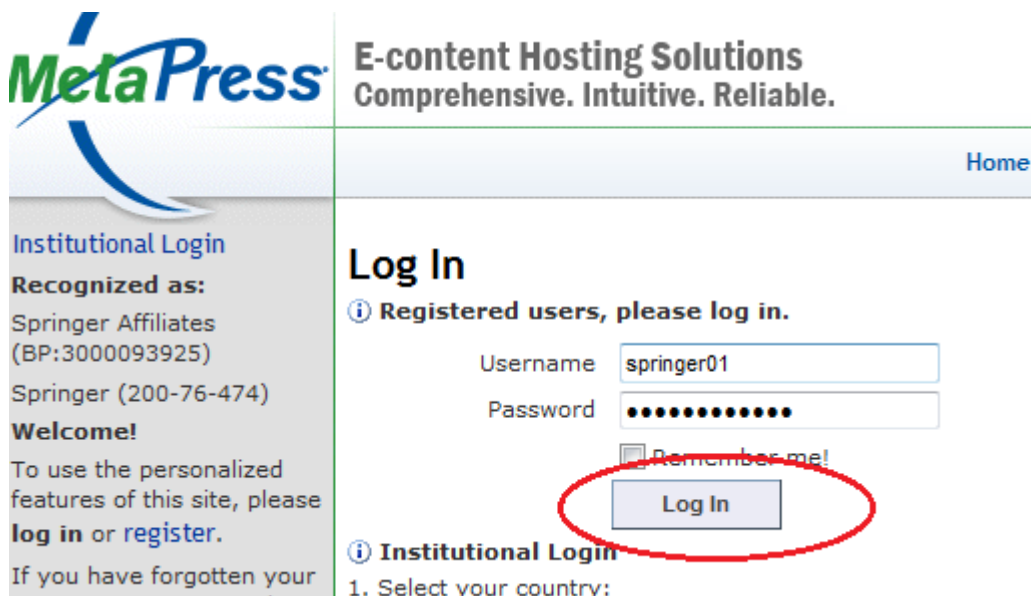 MetaPress
E-content Hosting Solutions
Comprehensive. Intuitive. Reliable.
Home
Institutional Login
Recognized as:
Springer Affiliates
(BP:3000093925)
Springer (200-76-474)
Welcome!
To use the personalized
features of this site, please
log in or register.
If you have forgotten your
Log In
Registered users, please log in.
Username springer01
Password ••••••••••••
Remember me!
Log In
Institutional Login
1. Select your country: